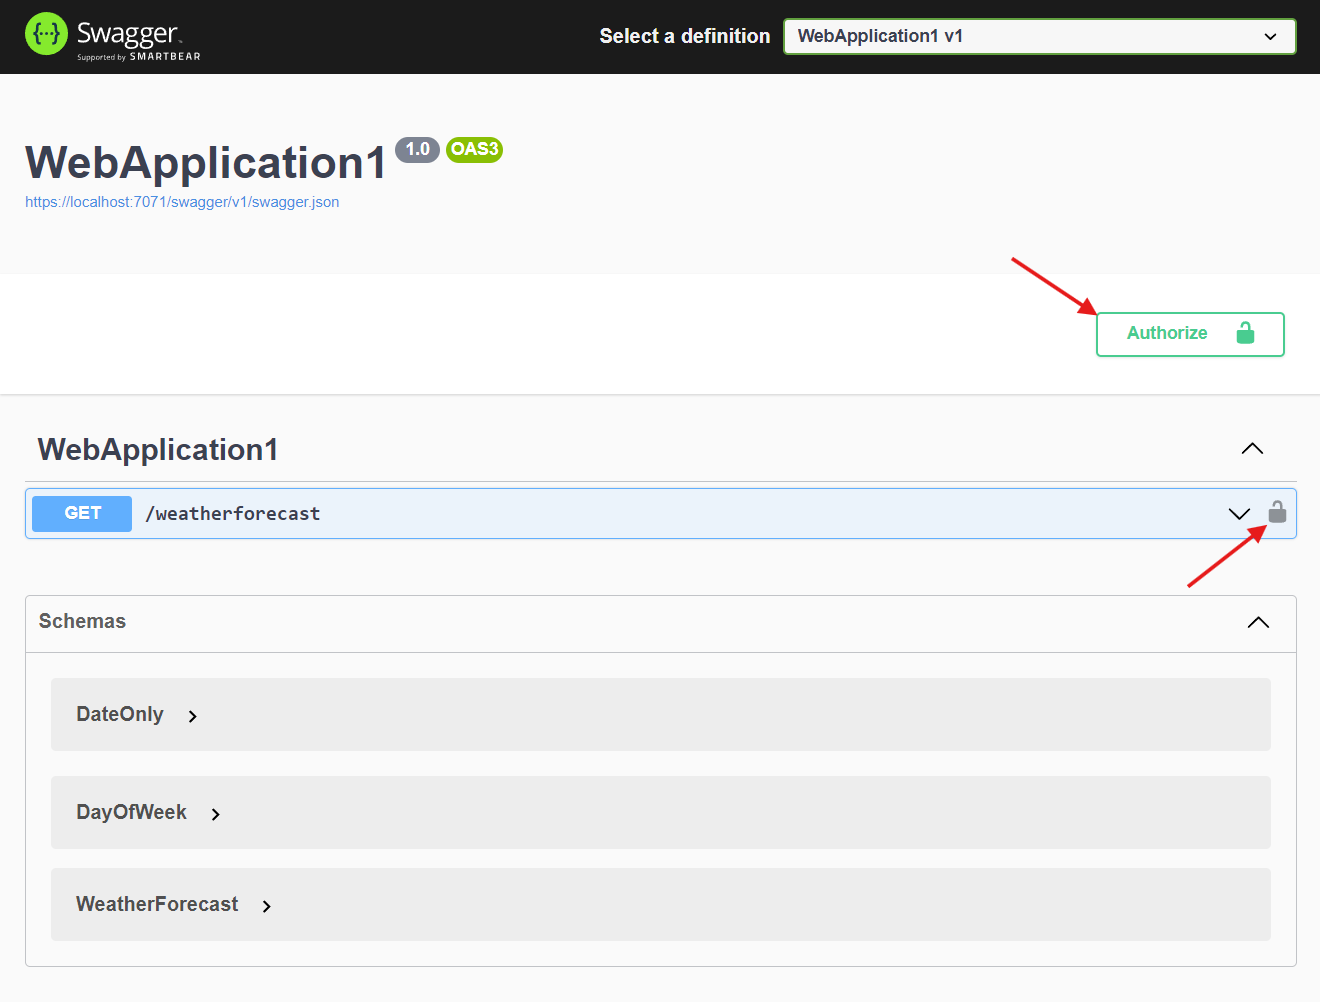 Swagger
Supported by SMARTBEAR
Select a definition
WebApplication1 v1
WebApplication1 1.0 OAS3
https://localhost:7071/swagger/v1/swagger.json
Authorize
WebApplication1
GET /weatherforecast
Schemas
DateOnly
DayOfWeek
WeatherForecast